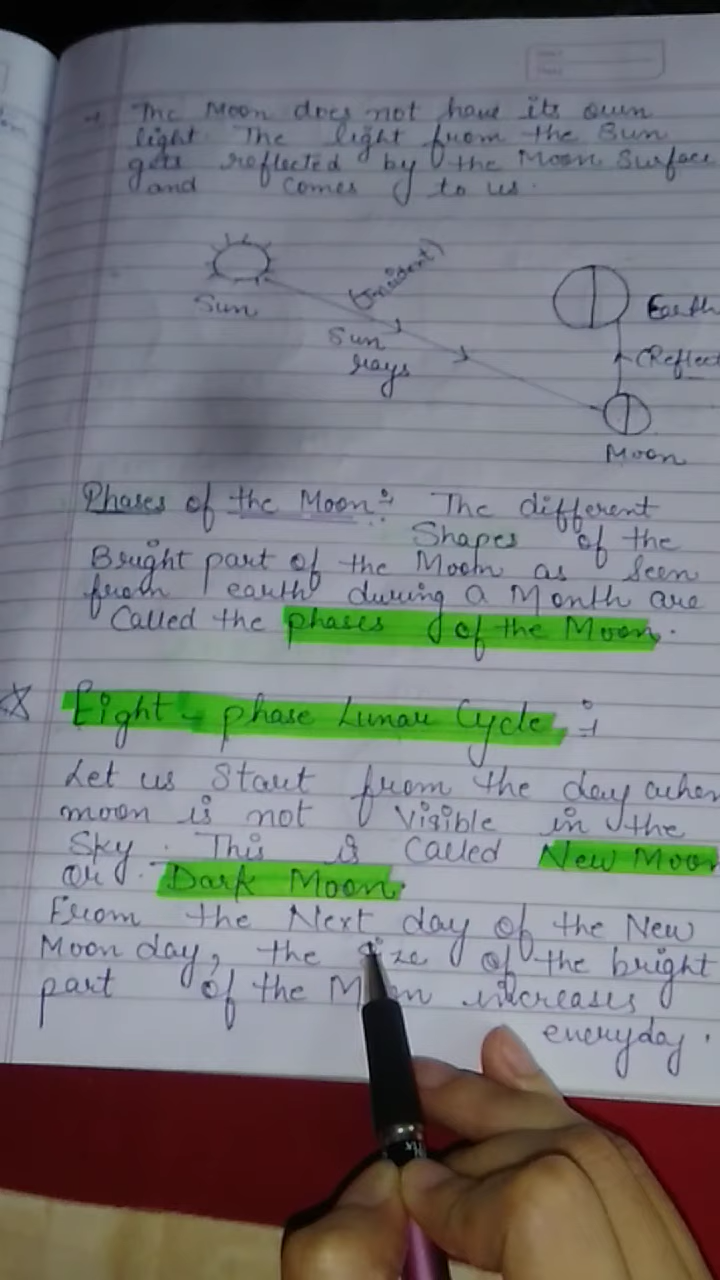 The Moon does not have its own
light. The light from the Sun
gets reflected by the Moon Surface
and comes to us.
Sun
(Incident)
Sun
rays
Earth
(Reflec
Moon
Phases of the Moon :- The different
Shapes of the
Bright part of the Moon as seen
from earth during a Month are
Called the phases of the Moon.
Eight - phase Lunar Cycle :-
Let us Start from the day when
moon is not visible in the
Sky. This is called New Moon
or Dark Moon.
From the Next day of the New
Moon day, the size of the bright
part of the Moon increases
everyday.